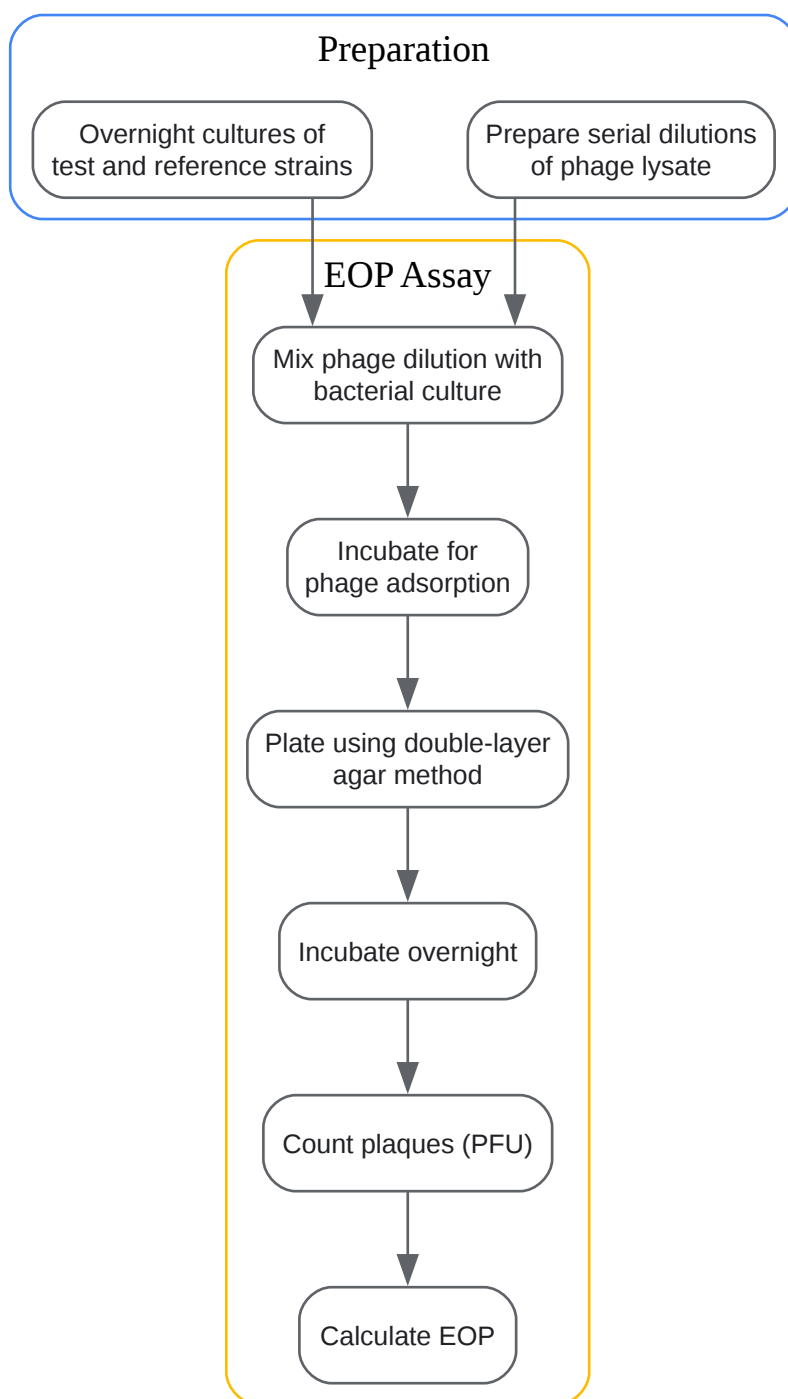 Preparation
Overnight cultures of
test and reference strains
Prepare serial dilutions
of phage lysate
EOP Assay
Mix phage dilution with
bacterial culture
Incubate for
phage adsorption
Plate using double-layer
agar method
Incubate overnight
Count plaques (PFU)
Calculate EOP